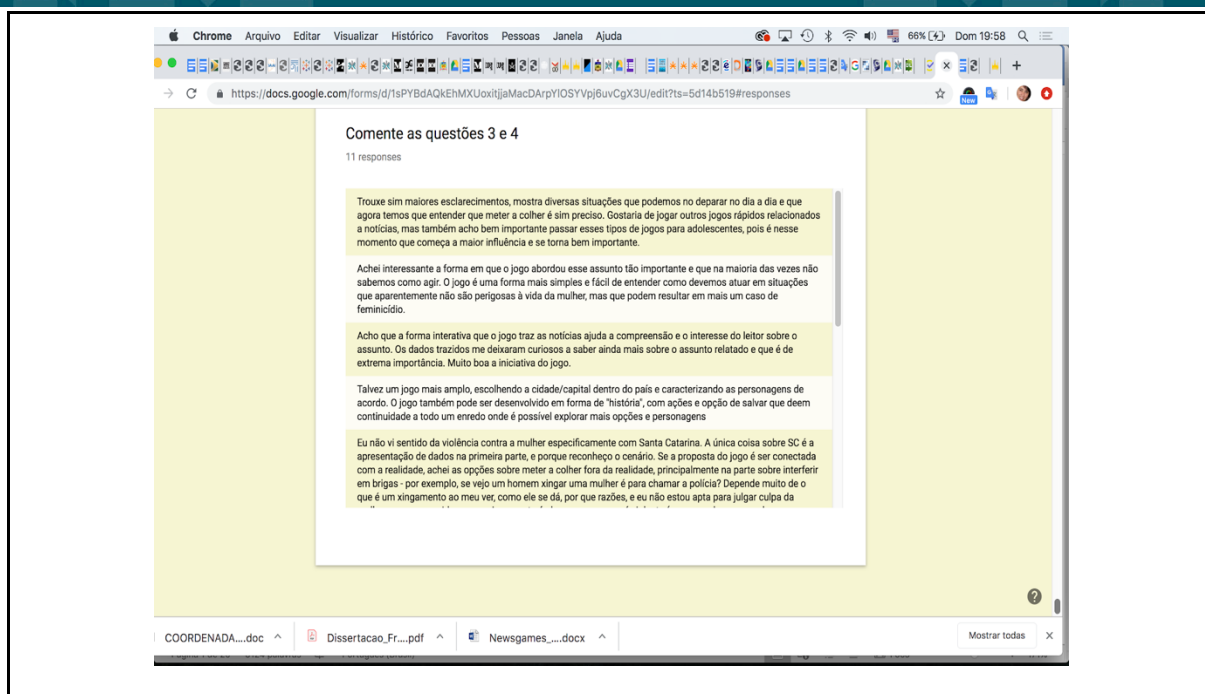 Chrome Arquivo Editar Visualizar Histórico Favoritos Pessoas Janela Ajuda 66% Dom 19:58
https://docs.google.com/forms/d/1sPYBdAQkEhMXUoxitjjaMacDArpYIOSYVpj6uvCgX3U/edit?ts=5d14b519#responses
New
Comente as questões 3 e 4
11 responses
Trouxe sim maiores esclarecimentos, mostra diversas situações que podemos no deparar no dia a dia e que
agora temos que entender que meter a colher é sim preciso. Gostaria de jogar outros jogos rápidos relacionados
a notícias, mas também acho bem importante passar esses tipos de jogos para adolescentes, pois é nesse
momento que começa a maior influência e se torna bem importante.
Achei interessante a forma em que o jogo abordou esse assunto tão importante e que na maioria das vezes não
sabemos como agir. O jogo é uma forma mais simples e fácil de entender como devemos atuar em situações
que aparentemente não são perigosas à vida da mulher, mas que podem resultar em mais um caso de
feminicídio.
Acho que a forma interativa que o jogo traz as notícias ajuda a compreensão e o interesse do leitor sobre o
assunto. Os dados trazidos me deixaram curiosos a saber ainda mais sobre o assunto relatado e que é de
extrema importância. Muito boa a iniciativa do jogo.
Talvez um jogo mais amplo, escolhendo a cidade/capital dentro do país e caracterizando as personagens de
acordo. O jogo também pode ser desenvolvido em forma de "história", com ações e opção de salvar que deem
continuidade a todo um enredo onde é possível explorar mais opções e personagens
Eu não vi sentido da violência contra a mulher especificamente com Santa Catarina. A única coisa sobre SC é a
apresentação de dados na primeira parte, e porque reconheço o cenário. Se a proposta do jogo é ser conectada
com a realidade, achei as opções sobre meter a colher fora da realidade, principalmente na parte sobre interferir
em brigas - por exemplo, se vejo um homem xingar uma mulher é para chamar a polícia? Depende muito de o
que é um xingamento ao meu ver, como ele se dá, por que razões, e eu não estou apta para julgar culpa da
COORDENADA....doc Dissertacao_Fr....pdf Newsgames_....docx Mostrar todas